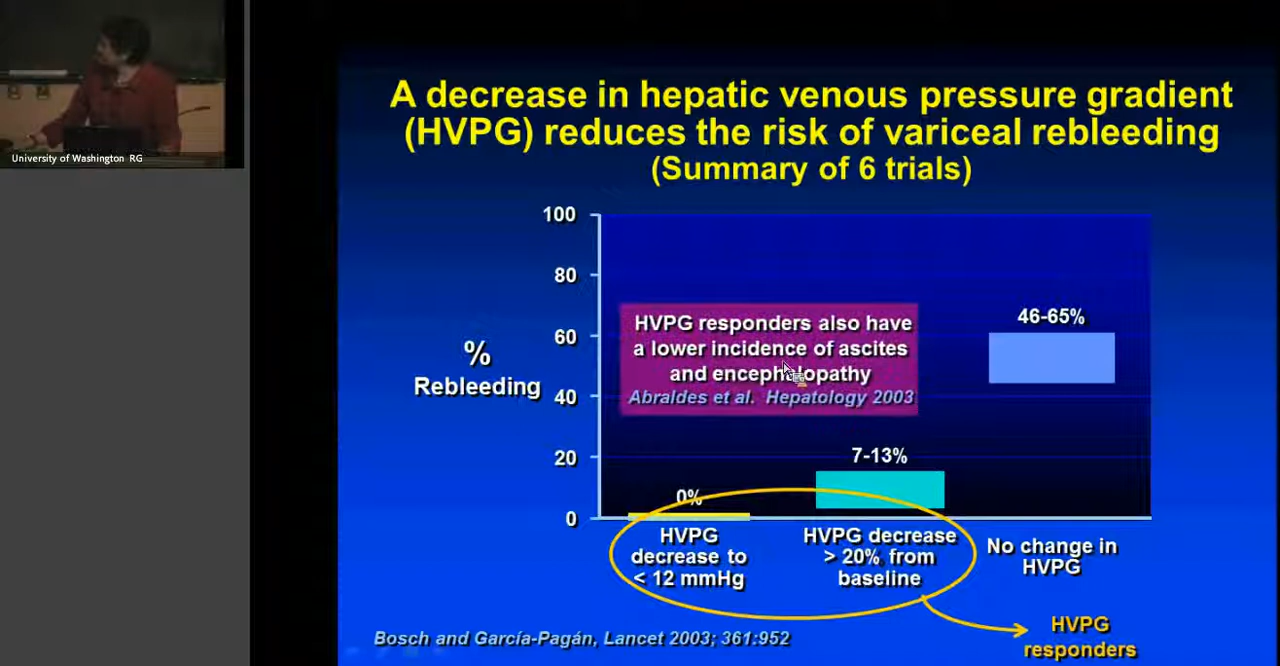 University of Washington RG
A decrease in hepatic venous pressure gradient
(HVPG) reduces the risk of variceal rebleeding
(Summary of 6 trials)
100
80
60
40
20
0
%
Rebleeding
HVPG responders also have
a lower incidence of ascites
and encephalopathy
Abraldes et al. Hepatology 2003
46-65%
7-13%
0%
HVPG
decrease to
< 12 mmHg
HVPG decrease
> 20% from
baseline
No change in
HVPG
HVPG
responders
Bosch and García-Pagán, Lancet 2003; 361:952